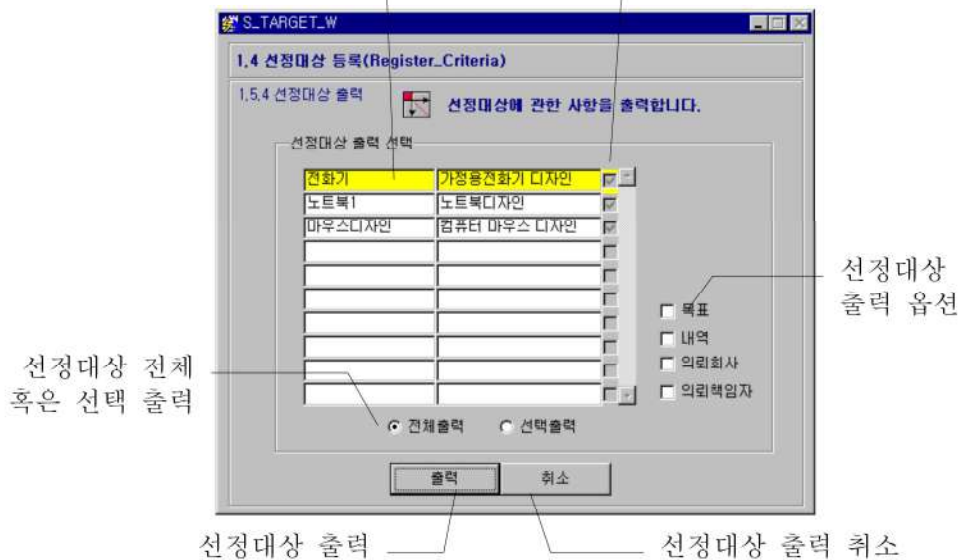 S_TARGET_W
1.4 선정대상 등록(Register_Criteria)
1.5.4 선정대상 출력
선정대상에 관한 사항을 출력합니다.
선정대상 출력 선택
전화기 가정용전화기 디자인
노트북1 노트북디자인
마우스디자인 컴퓨터 마우스 디자인
선정대상
출력 옵션
목표
내역
의뢰회사
의뢰책임자
선정대상 전체
혹은 선택 출력
전체출력 선택출력
출력 취소
선정대상 출력 선정대상 출력 취소